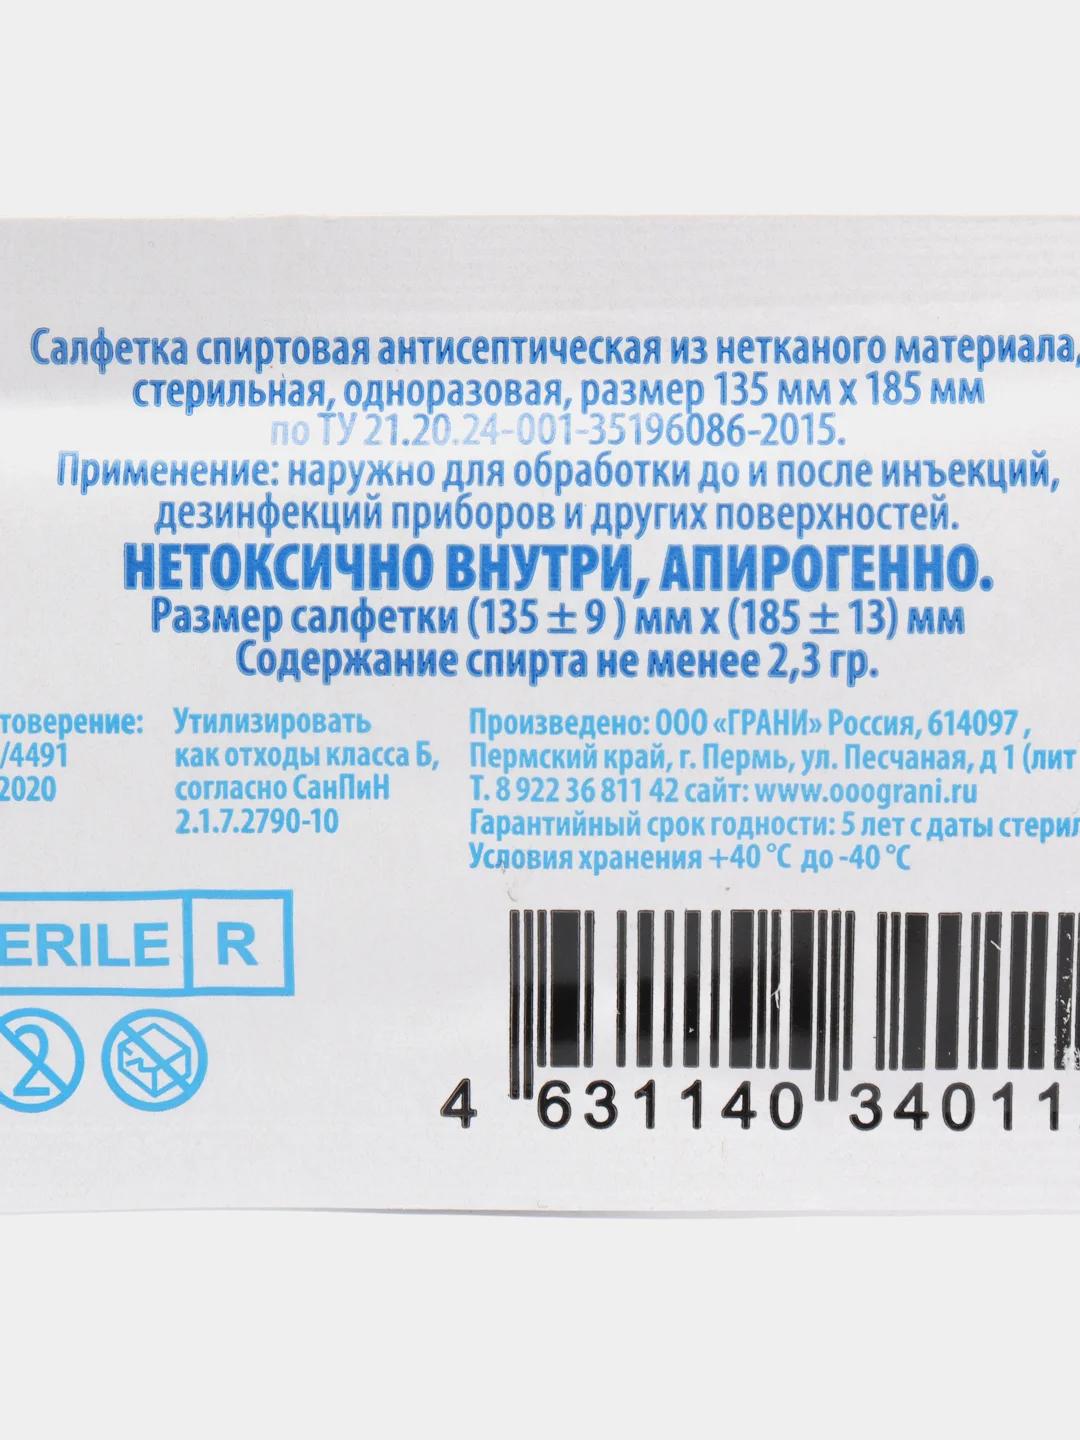 Салфетка спиртовая антисептическая из нетканого материала,
стерильная, одноразовая, размер 135 мм х 185 мм
по ТУ 21.20.24-001-35196086-2015.
Применение: наружно для обработки до и после инъекций,
дезинфекций приборов и других поверхностей.
НЕТОКСИЧНО ВНУТРИ, АПИРОГЕННО.
Размер салфетки (135 ± 9 ) мм х (185 ± 13) мм
Содержание спирта не менее 2,3 гр.
товерение:
/4491
2020
Утилизировать
как отходы класса Б,
согласно СанПиН
2.1.7.2790-10
Произведено: ООО «ГРАНИ» Россия, 614097 ,
Пермский край, г. Пермь, ул. Песчаная, д 1 (лит
Т. 8 922 36 811 42 сайт: www.ooograni.ru
Гарантийный срок годности: 5 лет с даты стерил
Условия хранения +40 °C до -40 °C
ERILE R
2
4 631140 34011